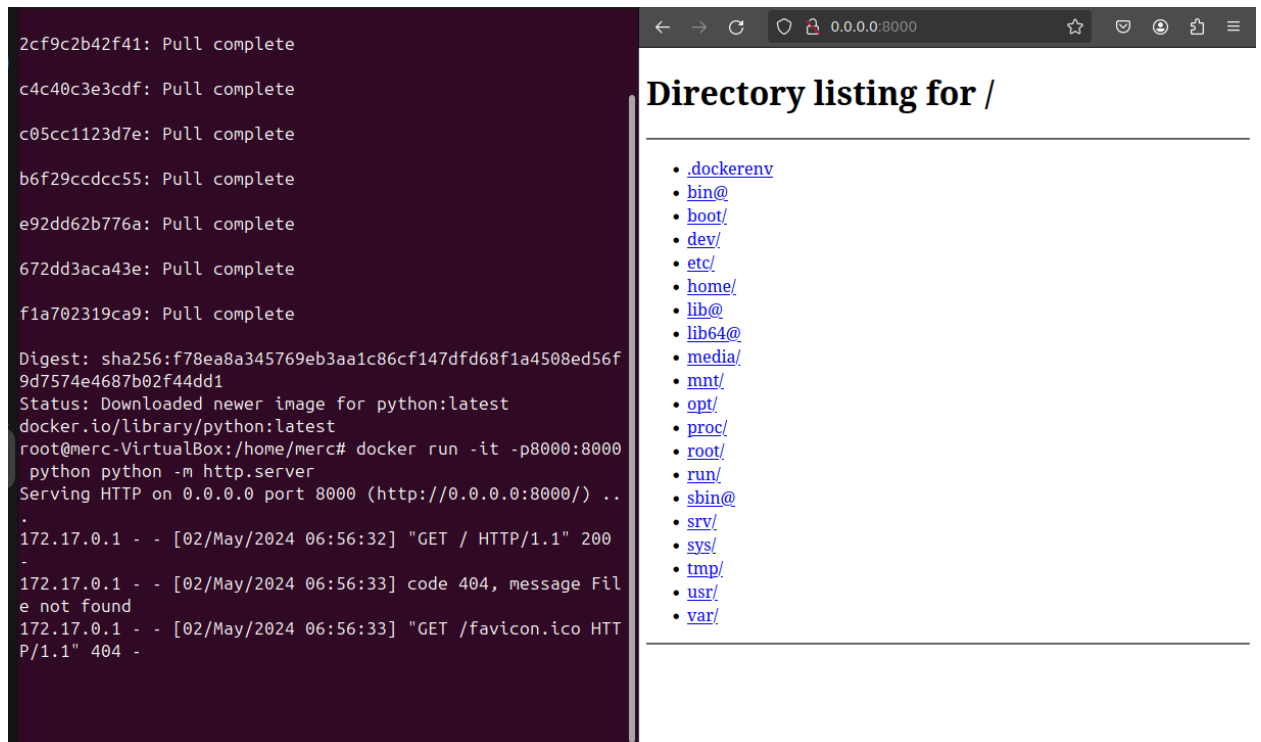 2cf9c2b42f41: Pull complete
c4c40c3e3cdf: Pull complete
c05cc1123d7e: Pull complete
b6f29ccdcc55: Pull complete
e92dd62b776a: Pull complete
672dd3aca43e: Pull complete
f1a702319ca9: Pull complete
Digest: sha256:f78ea8a345769eb3aa1c86cf147dfd68f1a4508ed56f
9d7574e4687b02f44dd1
Status: Downloaded newer image for python:latest
docker.io/library/python:latest
root@merc-VirtualBox:/home/merc# docker run -it -p8000:8000
 python python -m http.server
Serving HTTP on 0.0.0.0 port 8000 (http://0.0.0.0:8000/) ..
.
172.17.0.1 - - [02/May/2024 06:56:32] "GET / HTTP/1.1" 200
-
172.17.0.1 - - [02/May/2024 06:56:33] code 404, message Fil
e not found
172.17.0.1 - - [02/May/2024 06:56:33] "GET /favicon.ico HTT
P/1.1" 404 -
0.0.0.0:8000
Directory listing for /
.dockerenv
bin@
boot/
dev/
etc/
home/
lib@
lib64@
media/
mnt/
opt/
proc/
root/
run/
sbin@
srv/
sys/
tmp/
usr/
var/